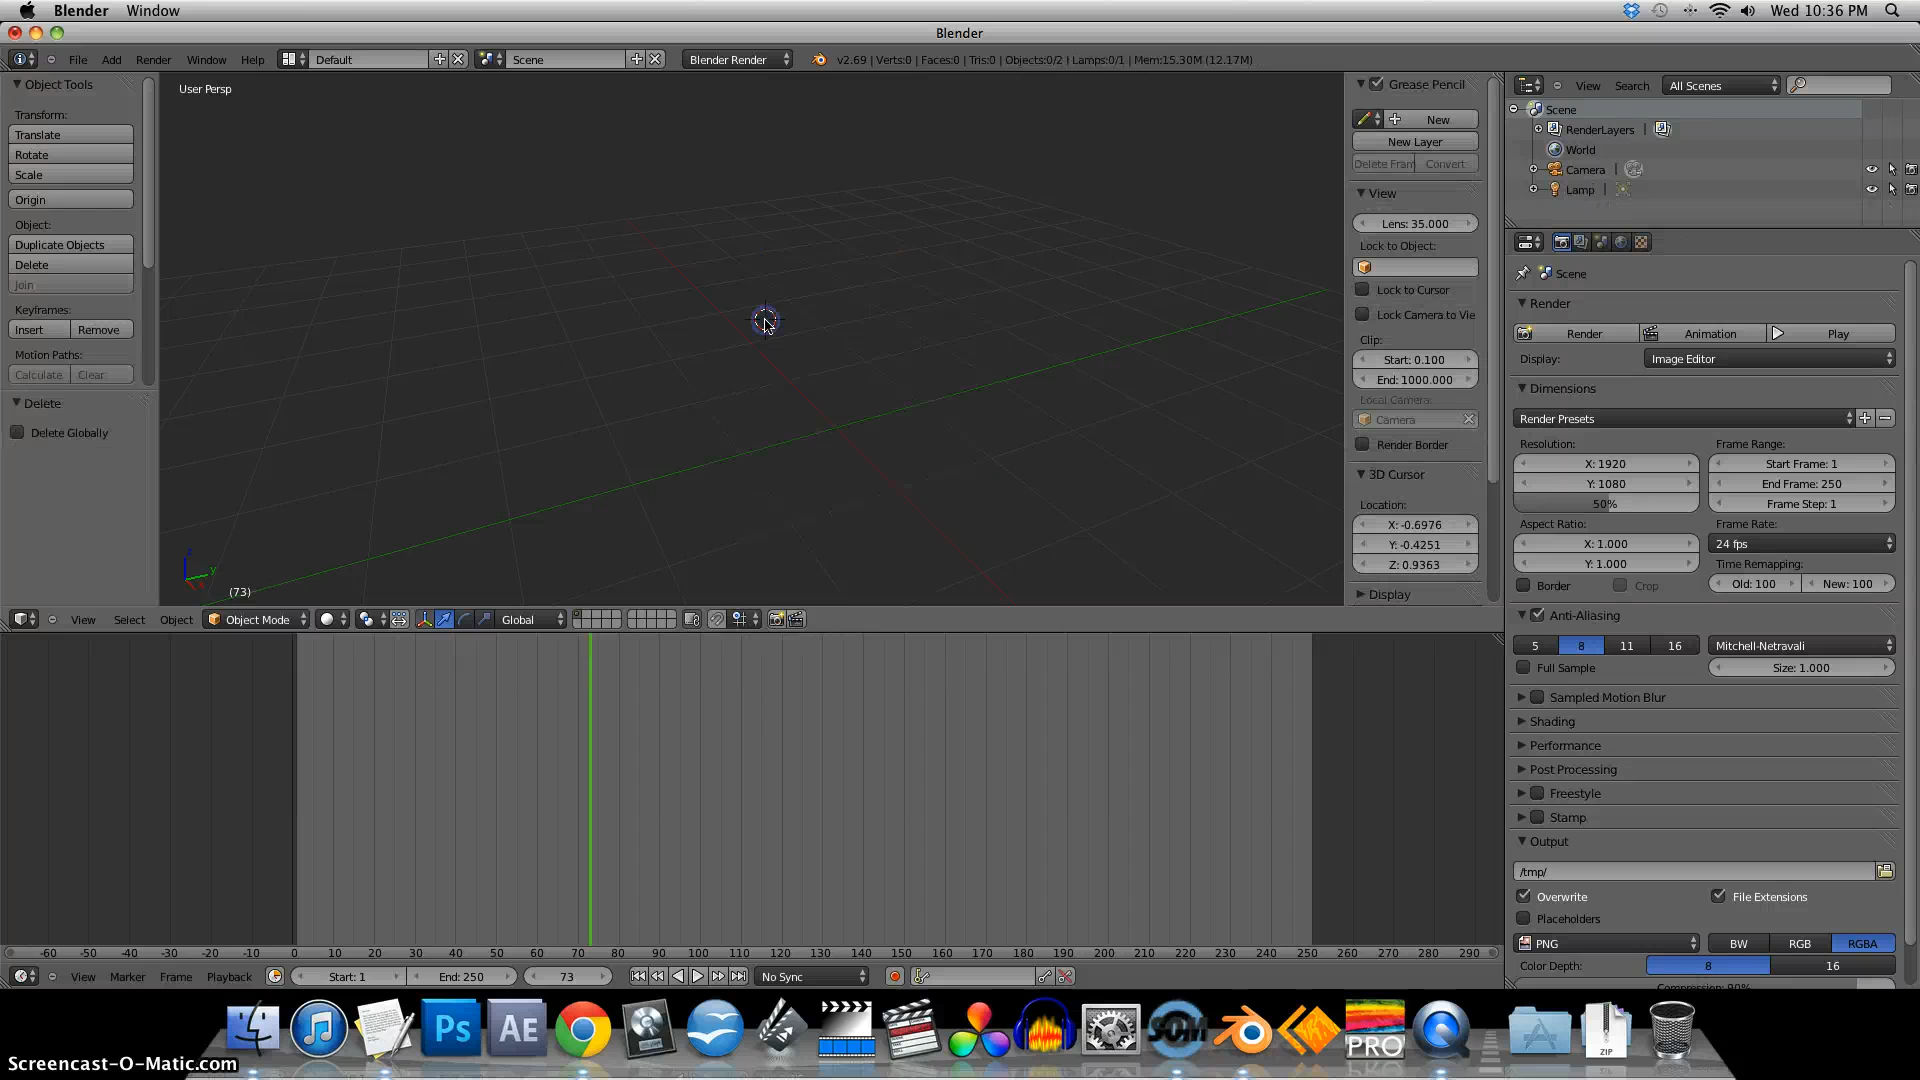 Blender Window Wed 10:36 PM
Blender
File Add Render Window Help Default Scene Blender Render v2.69 | Verts:0 | Faces:0 | Tris:0 | Objects:0/2 | Lamps:0/1 | Mem:15.30M (12.17M)
Object Tools
Transform:
Translate
Rotate
Scale
Origin
Object:
Duplicate Objects
Delete
Join
Keyframes:
Insert Remove
Motion Paths:
Calculate Clear
Delete
Delete Globally
User Persp
z
y
(73)
Grease Pencil
New
New Layer
Delete Fram Convert
View
Lens: 35.000
Lock to Object:
Lock to Cursor
Lock Camera to Vie
Clip:
Start: 0.100
End: 1000.000
Local Camera:
Camera
Render Border
3D Cursor
Location:
X: -0.6976
Y: -0.4251
Z: 0.9363
Display
View Search All Scenes
Scene
RenderLayers |
World
Camera |
Lamp |
Scene
Render
Render Animation Play
Display: Image Editor
Dimensions
Render Presets
Resolution: Frame Range:
X: 1920 Start Frame: 1
Y: 1080 End Frame: 250
50% Frame Step: 1
Aspect Ratio: Frame Rate:
X: 1.000 24 fps
Y: 1.000 Time Remapping:
Border Crop Old: 100 New: 100
Anti-Aliasing
5 8 11 16 Mitchell-Netravali
Full Sample Size: 1.000
Sampled Motion Blur
Shading
Performance
Post Processing
Freestyle
Stamp
Output
/tmp/
Overwrite File Extensions
Placeholders
PNG BW RGB RGBA
Color Depth: 8 16
Compression: 90%
View Select Object Object Mode Global
-60 -50 -40 -30 -20 -10 0 10 20 30 40 50 60 70 80 90 100 110 120 130 140 150 160 170 180 190 200 210 220 230 240 250 260 270 280 290
View Marker Frame Playback Start: 1 End: 250 73 No Sync
Ps AE SOM PRO ZIP
Screencast-O-Matic.com